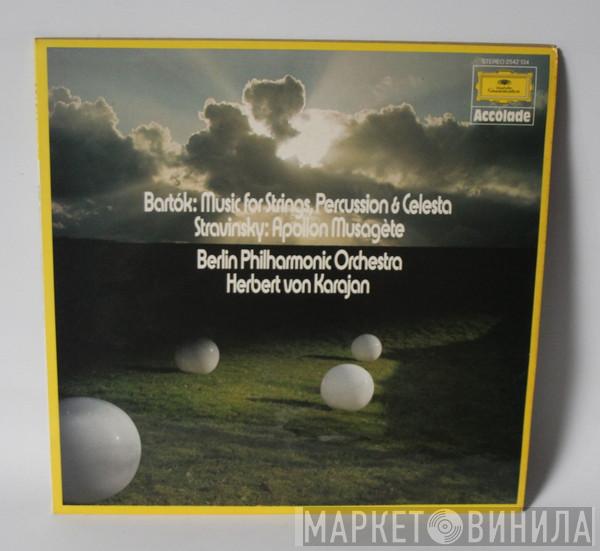 STEREO 2542 134
Deutsche
Grammophon
Accolade
Bartók: Music for Strings, Percussion & Celesta
Stravinsky: Apollon Musagète
Berlin Philharmonic Orchestra
Herbert von Karajan
МАРКЕТ ВИНИЛА